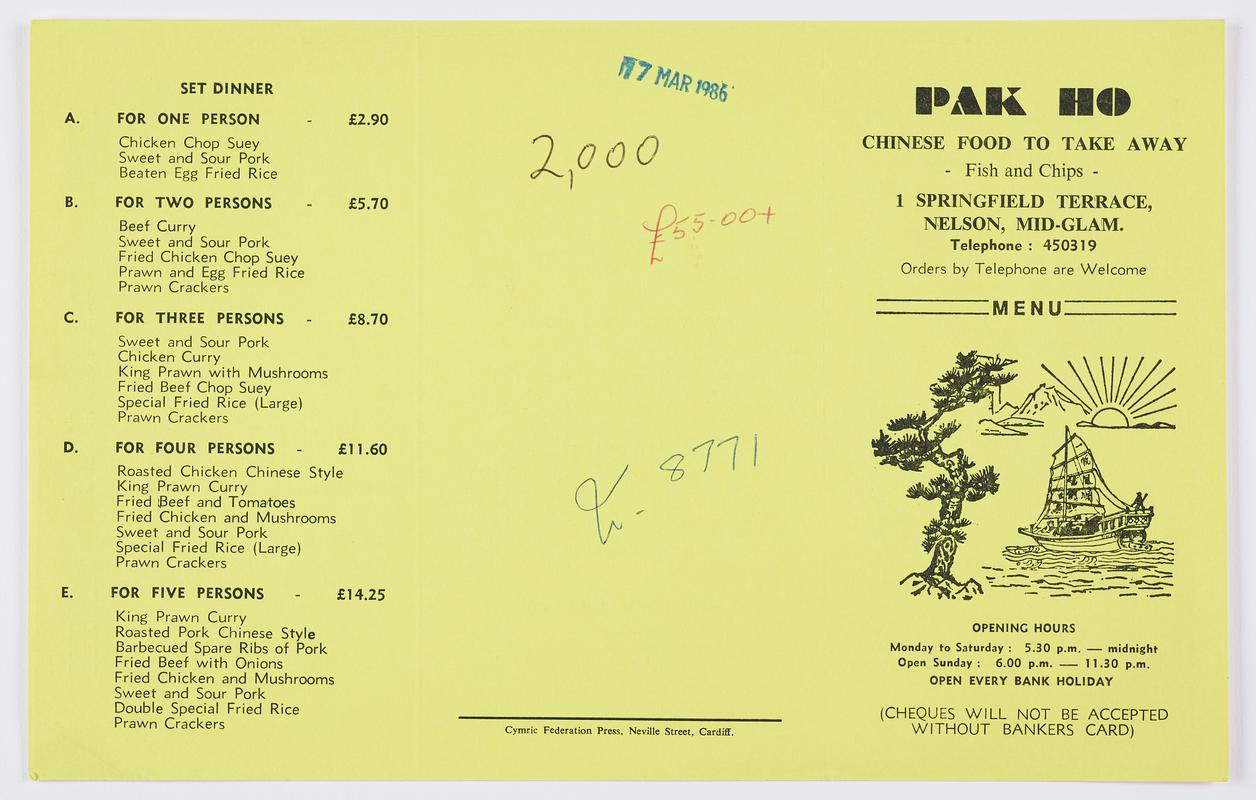 SET DINNER
A. FOR ONE PERSON - £2.90
Chicken Chop Suey
Sweet and Sour Pork
Beaten Egg Fried Rice
B. FOR TWO PERSONS - £5.70
Beef Curry
Sweet and Sour Pork
Fried Chicken Chop Suey
Prawn and Egg Fried Rice
Prawn Crackers
C. FOR THREE PERSONS - £8.70
Sweet and Sour Pork
Chicken Curry
King Prawn with Mushrooms
Fried Beef Chop Suey
Special Fried Rice (Large)
Prawn Crackers
D. FOR FOUR PERSONS - £11.60
Roasted Chicken Chinese Style
King Prawn Curry
Fried Beef and Tomatoes
Fried Chicken and Mushrooms
Sweet and Sour Pork
Special Fried Rice (Large)
Prawn Crackers
E. FOR FIVE PERSONS - £14.25
King Prawn Curry
Roasted Pork Chinese Style
Barbecued Spare Ribs of Pork
Fried Beef with Onions
Fried Chicken and Mushrooms
Sweet and Sour Pork
Double Special Fried Rice
Prawn Crackers
7 MAR 1986
2,000
£55-00+
8771
Cymric Federation Press, Neville Street, Cardiff.
PAK HO
CHINESE FOOD TO TAKE AWAY
- Fish and Chips -
1 SPRINGFIELD TERRACE,
NELSON, MID-GLAM.
Telephone : 450319
Orders by Telephone are Welcome
MENU
OPENING HOURS
Monday to Saturday : 5.30 p.m. — midnight
Open Sunday : 6.00 p.m. — 11.30 p.m.
OPEN EVERY BANK HOLIDAY
(CHEQUES WILL NOT BE ACCEPTED
WITHOUT BANKERS CARD)